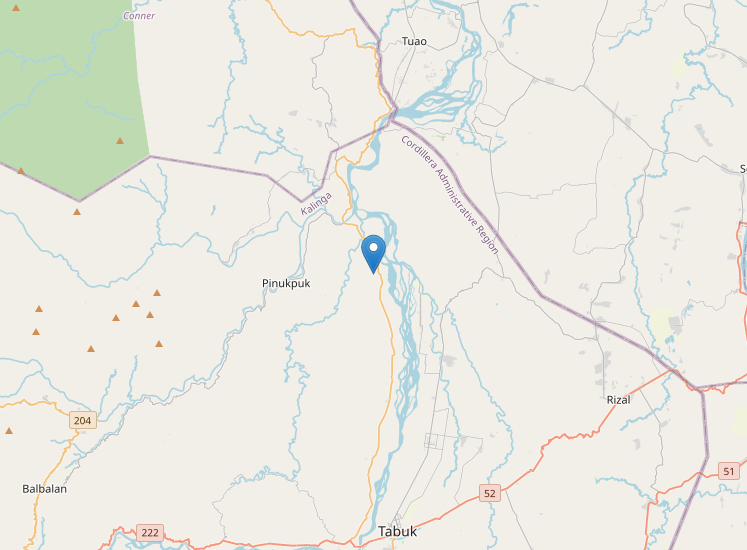 Conner
Tuao
Cordillera Administrative Region
Kalinga
Pinukpuk
Rizal
204
Balbalan
51
52
222
Tabuk